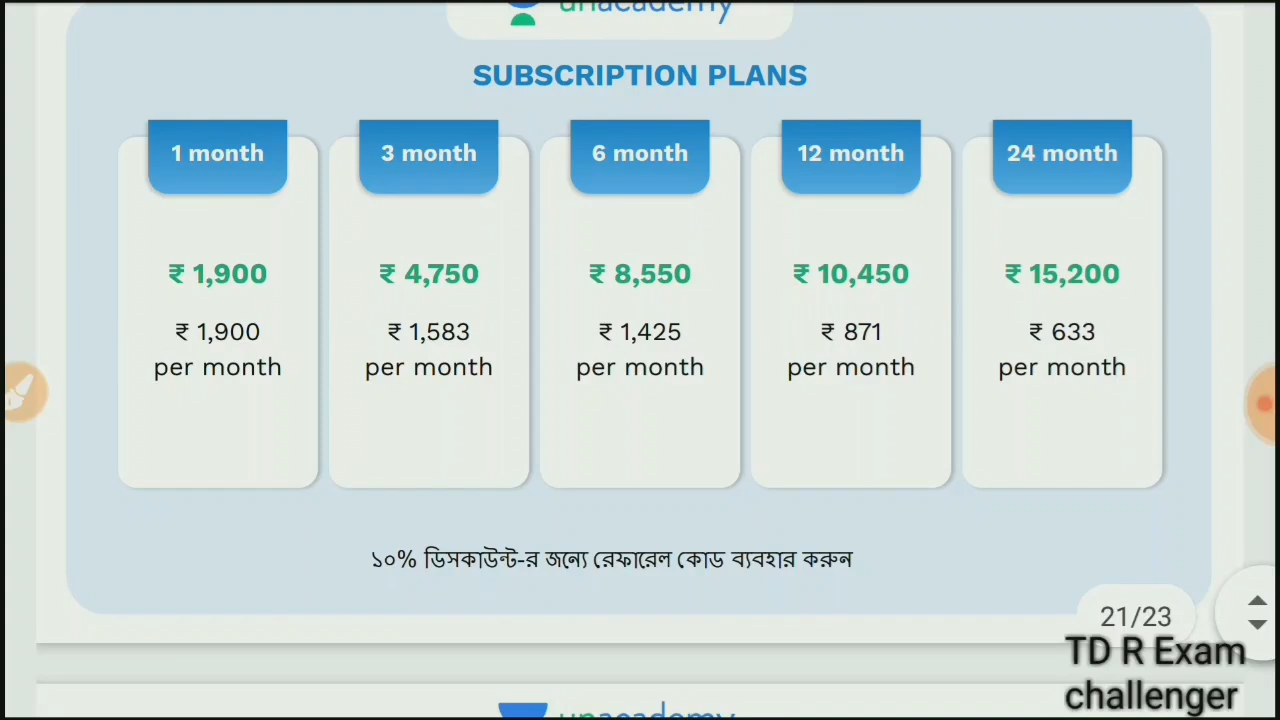 unacademy
SUBSCRIPTION PLANS
1 month
3 month
6 month
12 month
24 month
₹ 1,900
₹ 4,750
₹ 8,550
₹ 10,450
₹ 15,200
₹ 1,900
per month
₹ 1,583
per month
₹ 1,425
per month
₹ 871
per month
₹ 633
per month
১০% ডিসকাউন্ট-র জন্যে রেফারেল কোড ব্যবহার করুন
21/23
TD R Exam
challenger
unacademy